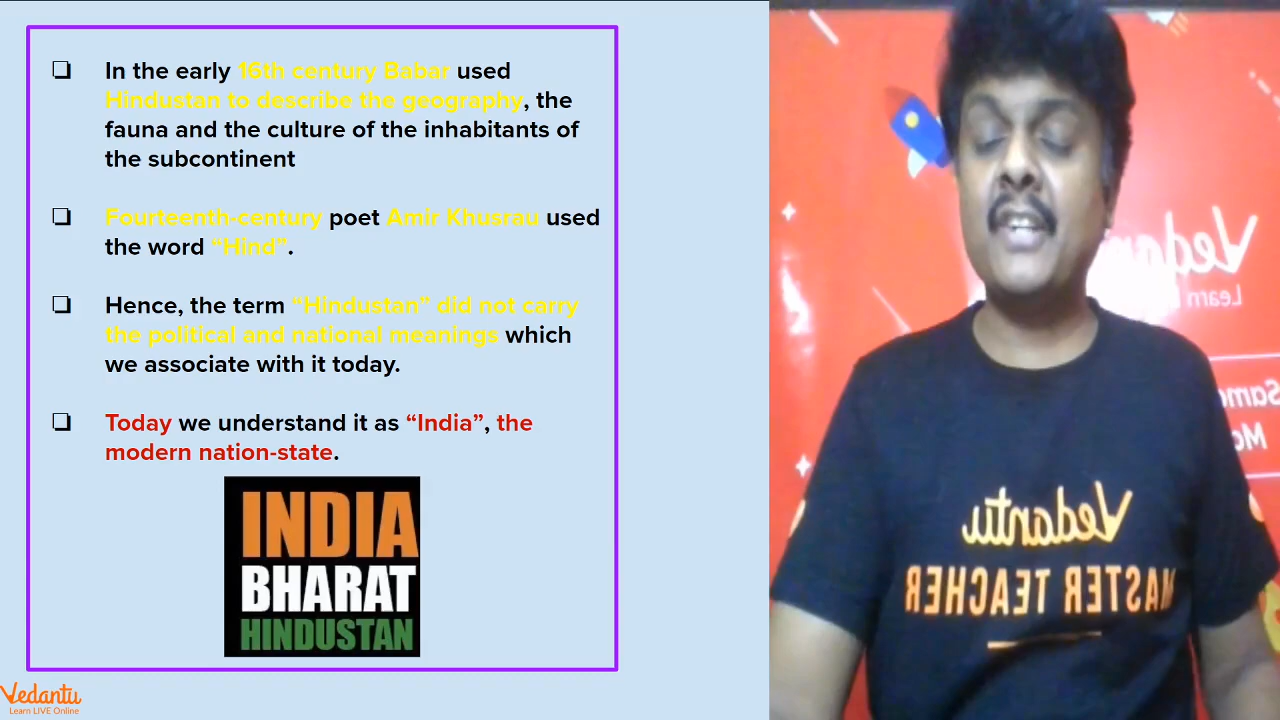 In the early 16th century Babar used
Hindustan to describe the geography, the
fauna and the culture of the inhabitants of
the subcontinent
Fourteenth-century poet Amir Khusrau used
the word “Hind”.
Hence, the term “Hindustan” did not carry
the political and national meanings which
we associate with it today.
Today we understand it as “India”, the
modern nation-state.
INDIA
BHARAT
HINDUSTAN
Vedantu
Learn LIVE Online
Vedantu
Learn
Vedantu
MASTER TEACHER